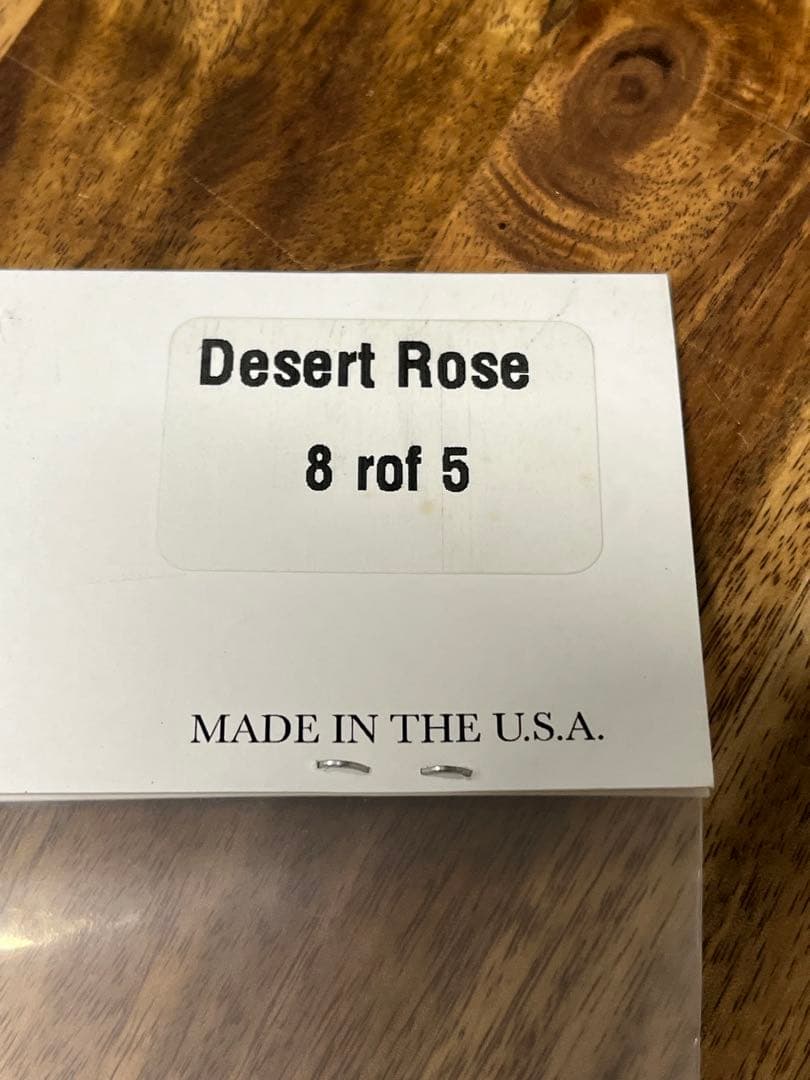 Desert Rose
8 rof 5
MADE IN THE U.S.A.